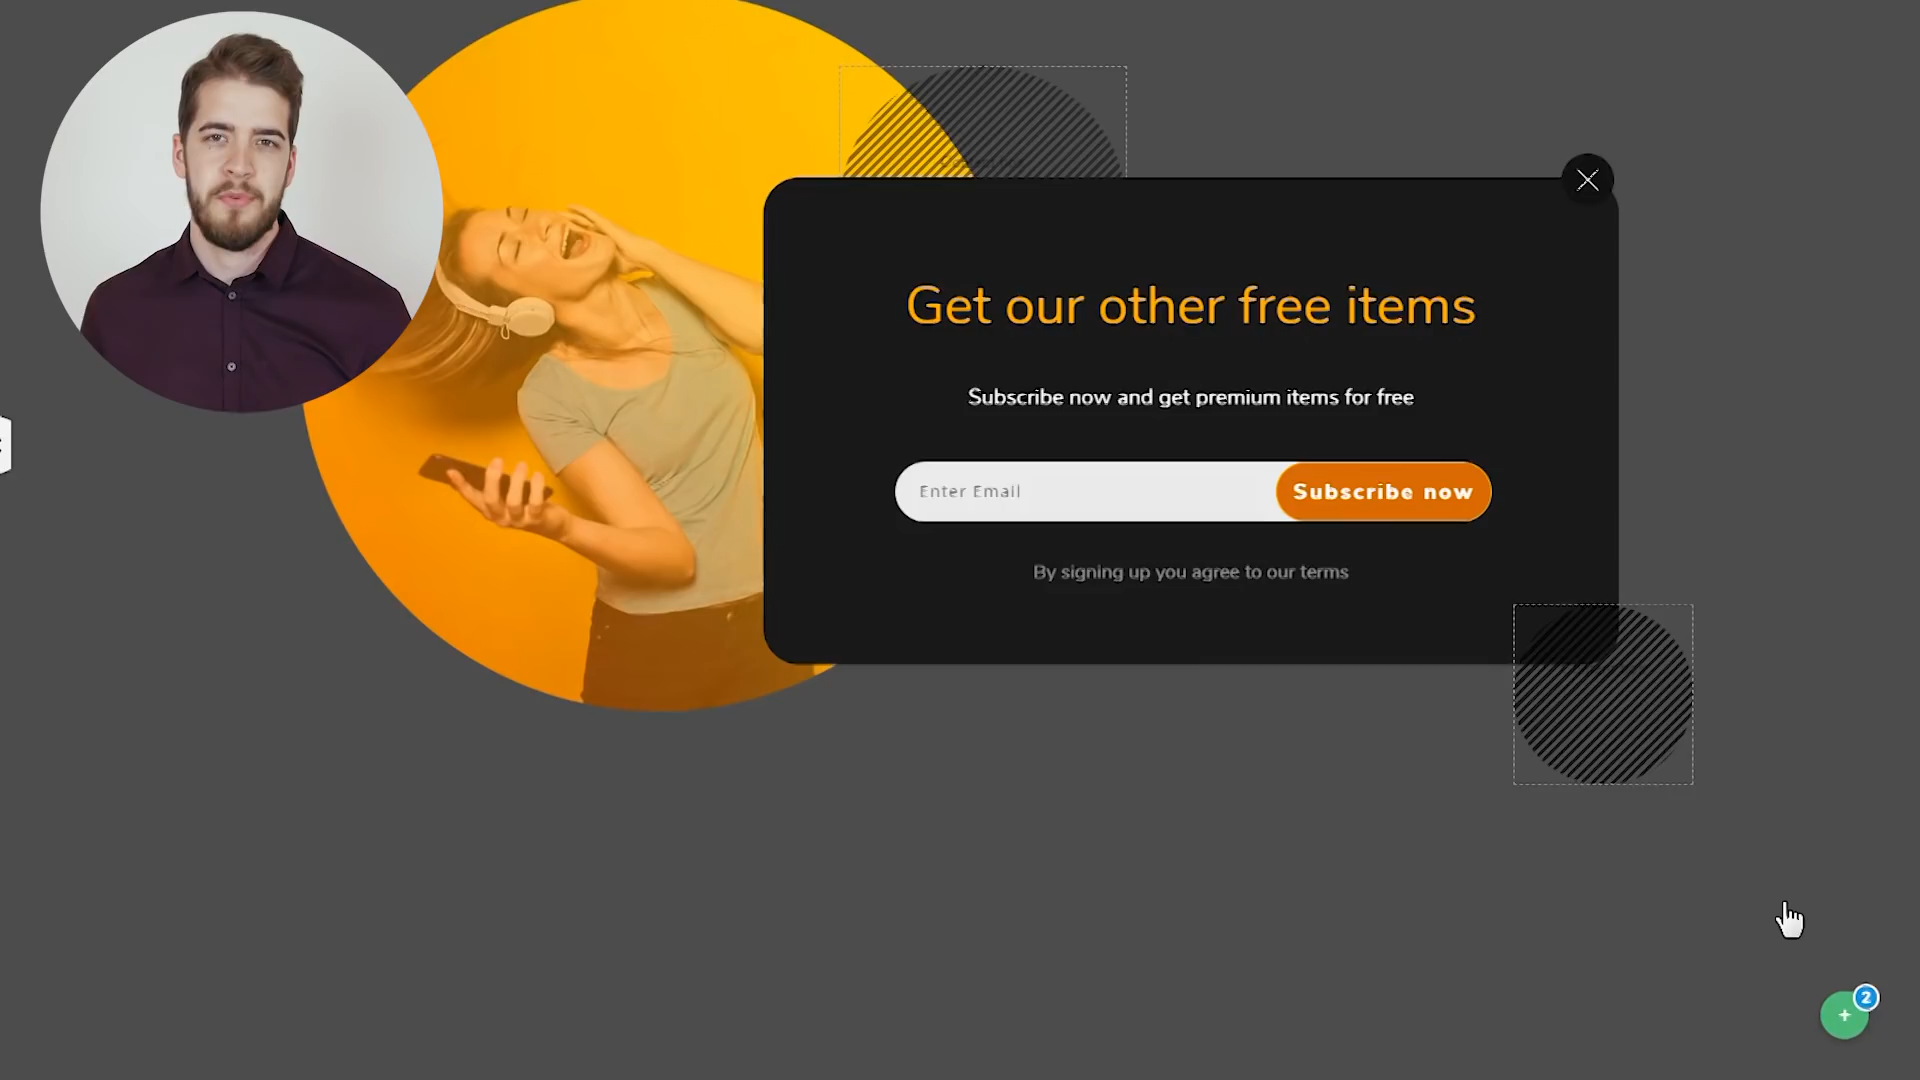 Get our other free items
Subscribe now and get premium items for free
Enter Email
Subscribe now
By signing up you agree to our terms
2